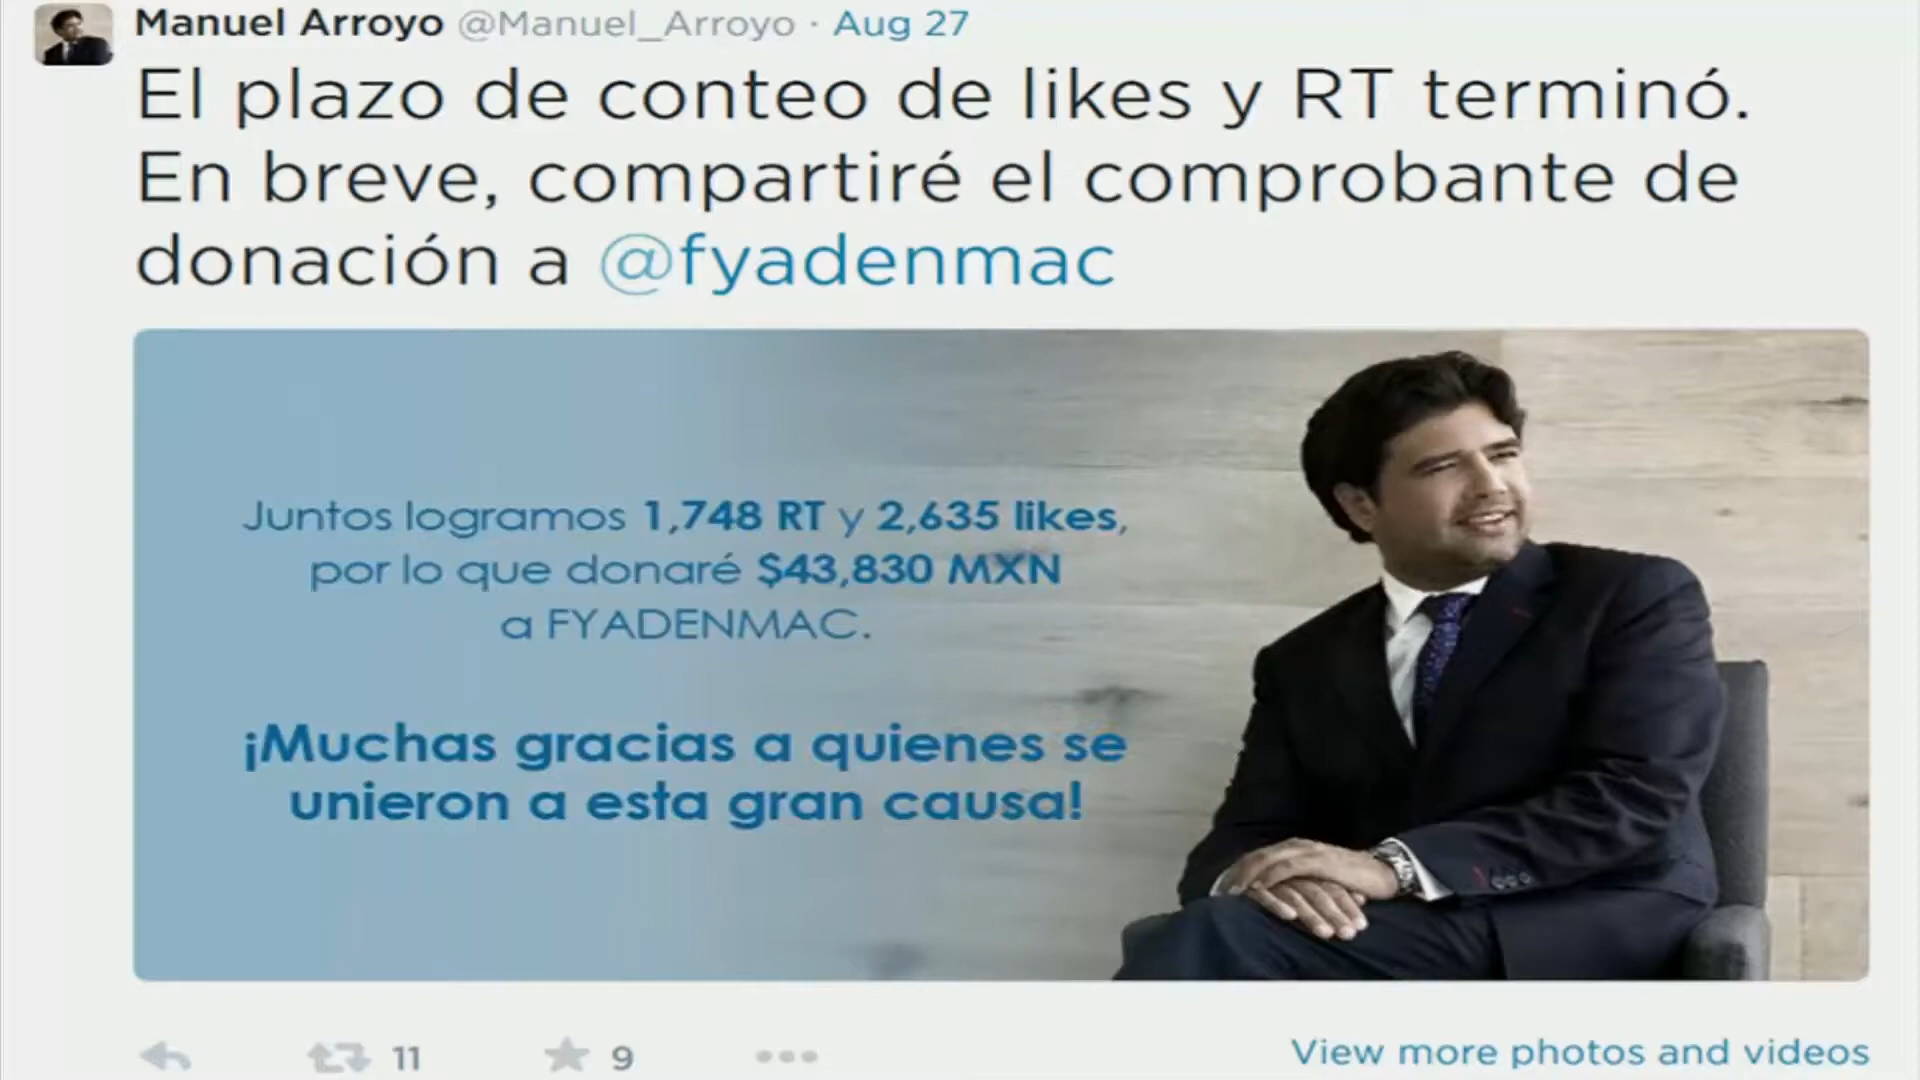 Manuel Arroyo @Manuel_Arroyo · Aug 27
El plazo de conteo de likes y RT terminó.
En breve, compartiré el comprobante de
donación a @fyadenmac
Juntos logramos 1,748 RT y 2,635 likes,
por lo que donaré $43,830 MXN
a FYADENMAC.
¡Muchas gracias a quienes se
unieron a esta gran causa!
11
9
View more photos and videos